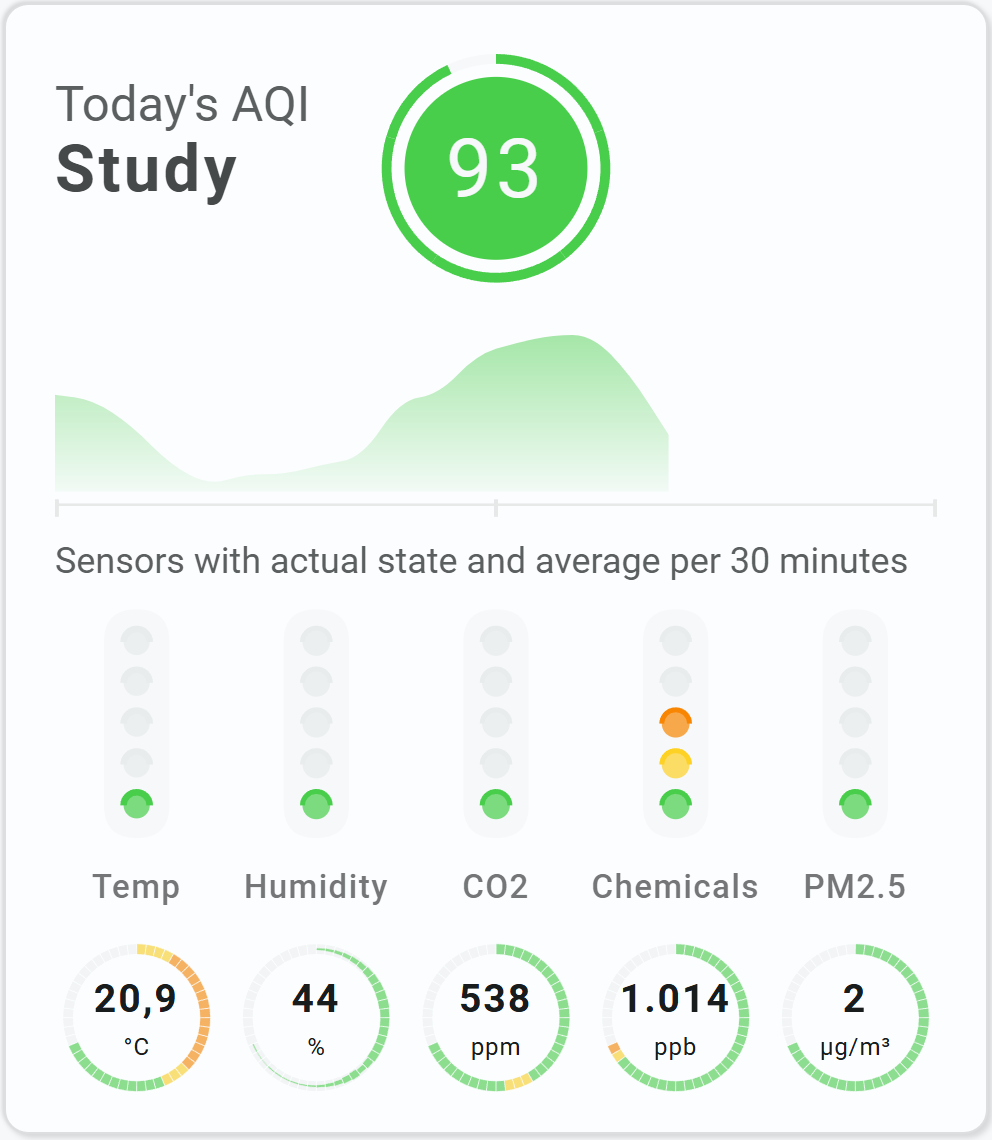 Today's AQI
Study
93
Sensors with actual state and average per 30 minutes
Temp Humidity CO2 Chemicals PM2.5
20,9 44 538 1.014 2
°C % ppm ppb µg/m³